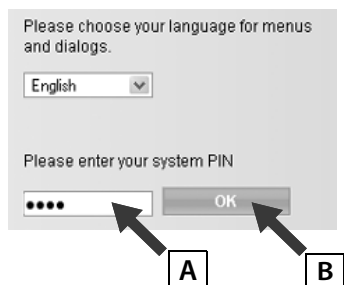 Please choose your language for menus
and dialogs.
English
Please enter your system PIN
●●●● OK
A B